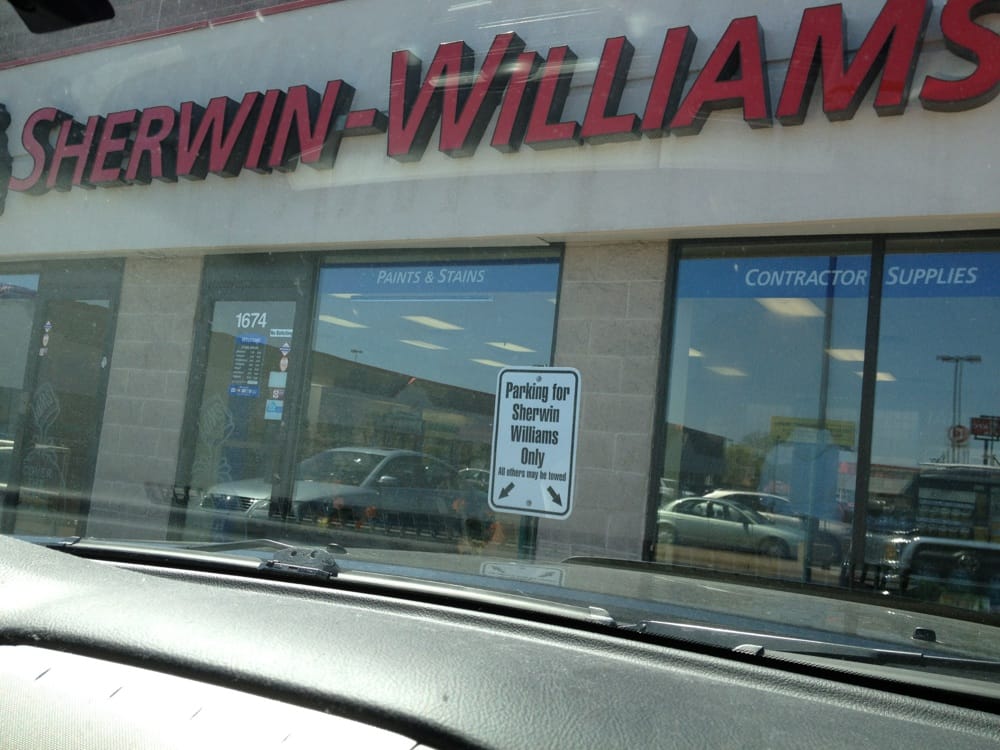 SHERWIN-WILLIAMS
PAINTS & STAINS
CONTRACTOR SUPPLIES
1674
Parking for
Sherwin
Williams
Only
All others may be towed